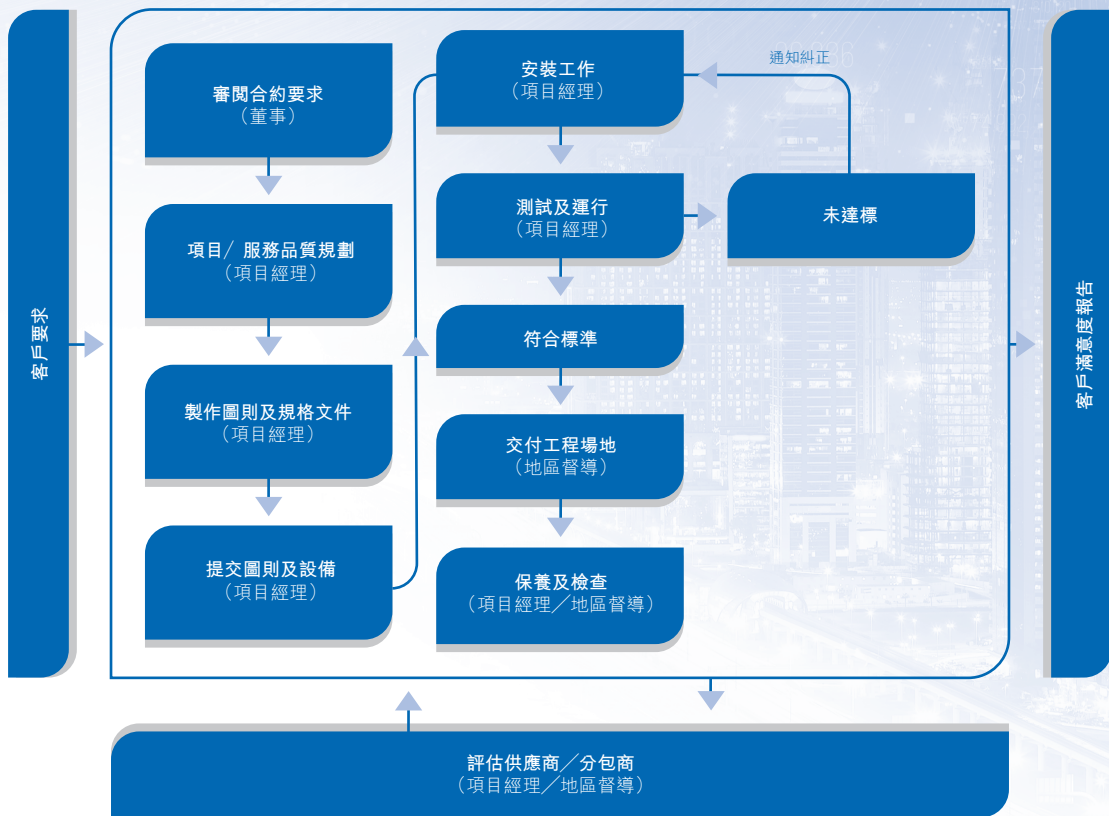 客戶要求
審閱合約要求
（董事）
項目／ 服務品質規劃
（項目經理）
製作圖則及規格文件
（項目經理）
提交圖則及設備
（項目經理）
安裝工作
（項目經理）
通知糾正
測試及運行
（項目經理）
未達標
符合標準
交付工程場地
（地區督導）
保養及檢查
（項目經理／地區督導）
客戶滿意度報告
評估供應商／分包商
（項目經理／地區督導）